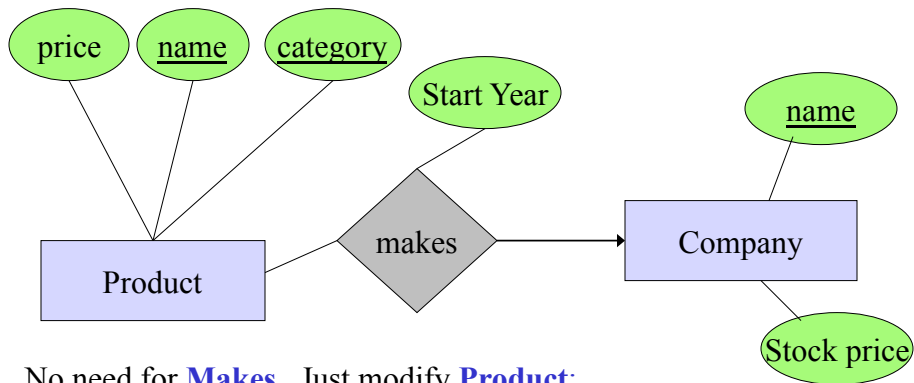 price
name
category
Start Year
name
makes
Company
Product
Stock price
No need for Makes. Just modify Product: